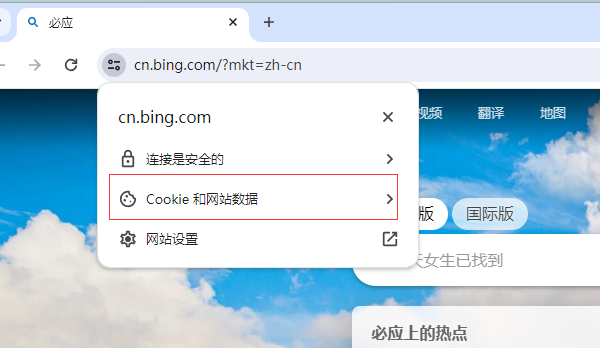 必应
cn.bing.com/?mkt=zh-cn
cn.bing.com
视频 翻译 地图
连接是安全的
Cookie 和网站数据
版 国际版
网站设置
天女生已找到
必应上的热点